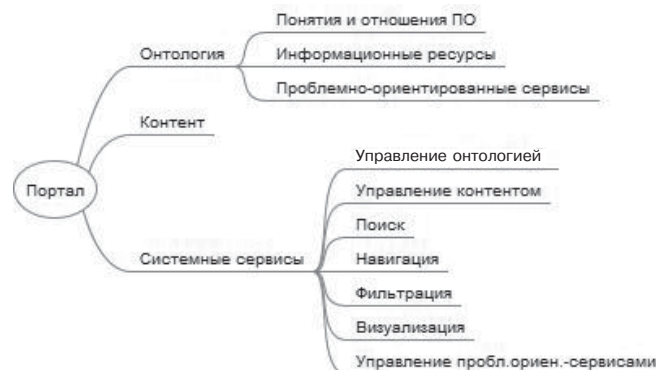 Понятия и отношения ПО
Онтология
Информационные ресурсы
Проблемно-ориентированные сервисы
Контент
Управление онтологией
Портал
Управление контентом
Поиск
Системные сервисы
Навигация
Фильтрация
Визуализация
Управление пробл.ориен.-сервисами